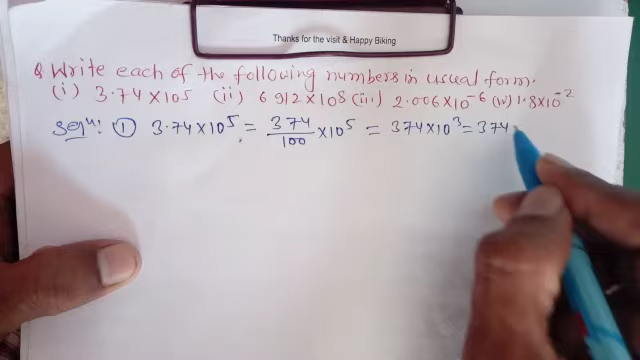 Thanks for the visit & Happy Biking
Q Write each of the following numbers in usual form.
(i) 3.74 × 10⁵ (ii) 6.912 × 10⁸ (iii) 2.006 × 10⁻⁶ (iv) 1.8 × 10⁻²
Solⁿ: ① 3.74 × 10⁵ = 374/100 × 10⁵ = 374 × 10³ = 374